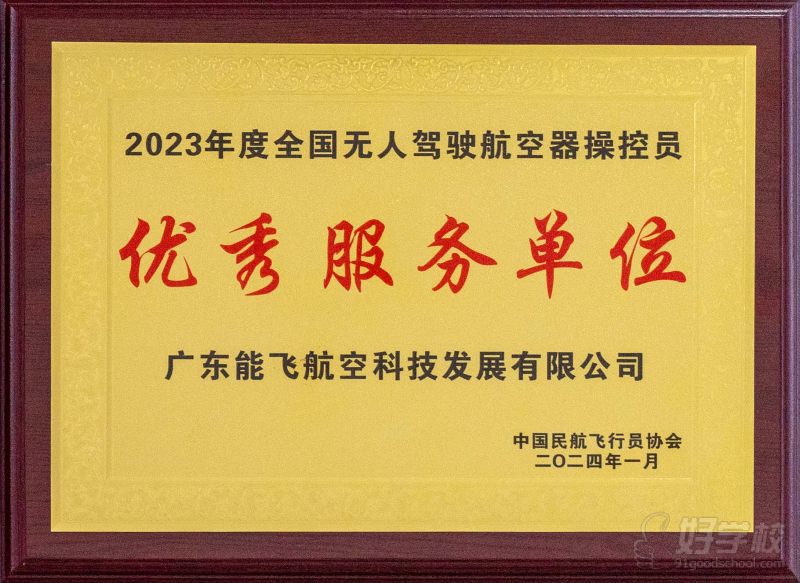 2023年度全国无人驾驶航空器操控员
优秀服务单位
广东能飞航空科技发展有限公司
中国民航飞行员协会
二〇二四年一月
好学校
91goodschool.com